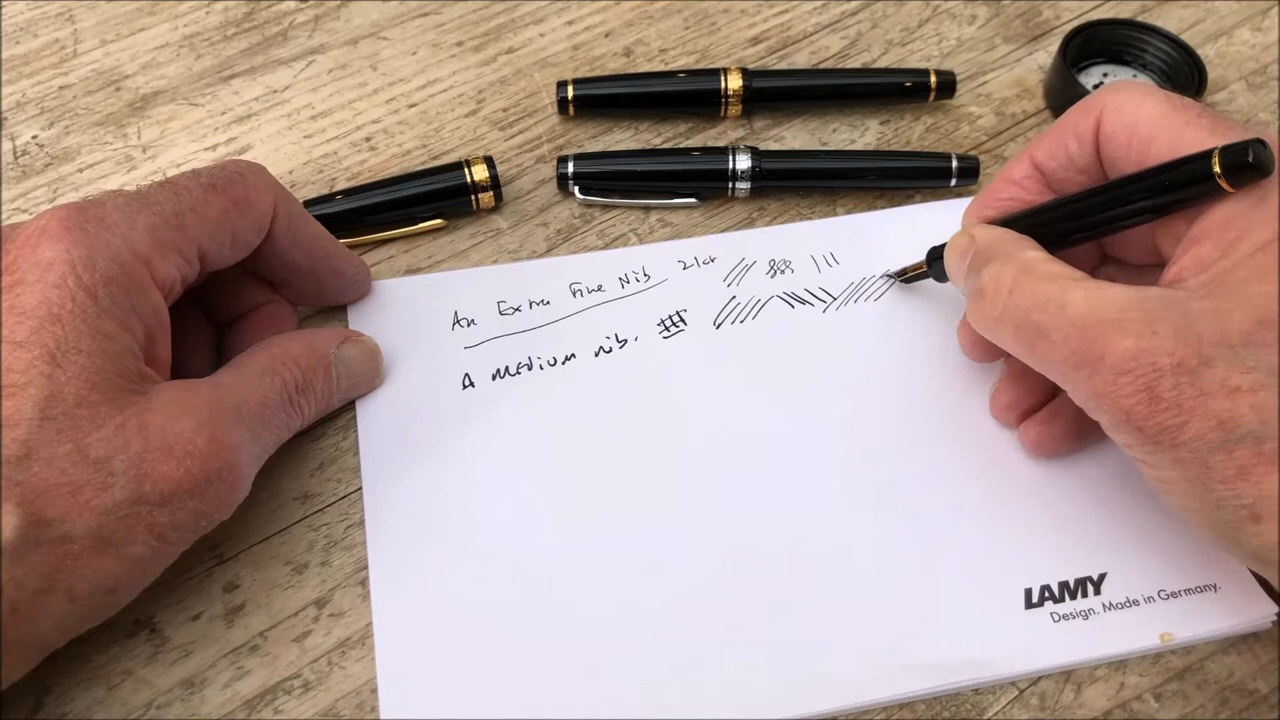 An Extra Fine Nib 21ct
A medium nib.
LAMY
Design. Made in Germany.